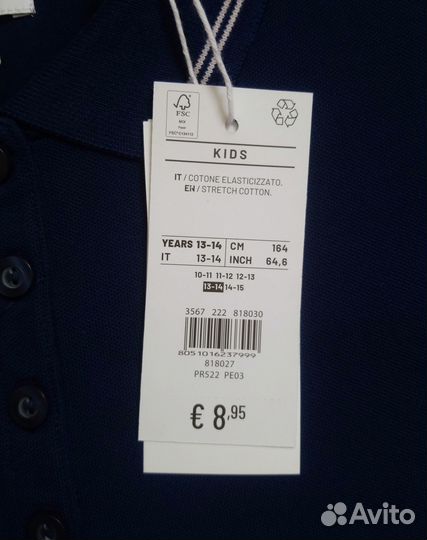 FSC
MIX
Paper
KIDS
IT / COTONE ELASTICIZZATO.
EN / STRETCH COTTON.
YEARS 13-14 CM 164
IT 13-14 INCH 64,6
10-11 11-12 12-13
13-14 14-15
3567 222 818030
8051016237999
818027
PR522 PE03
€ 8,95
Avito